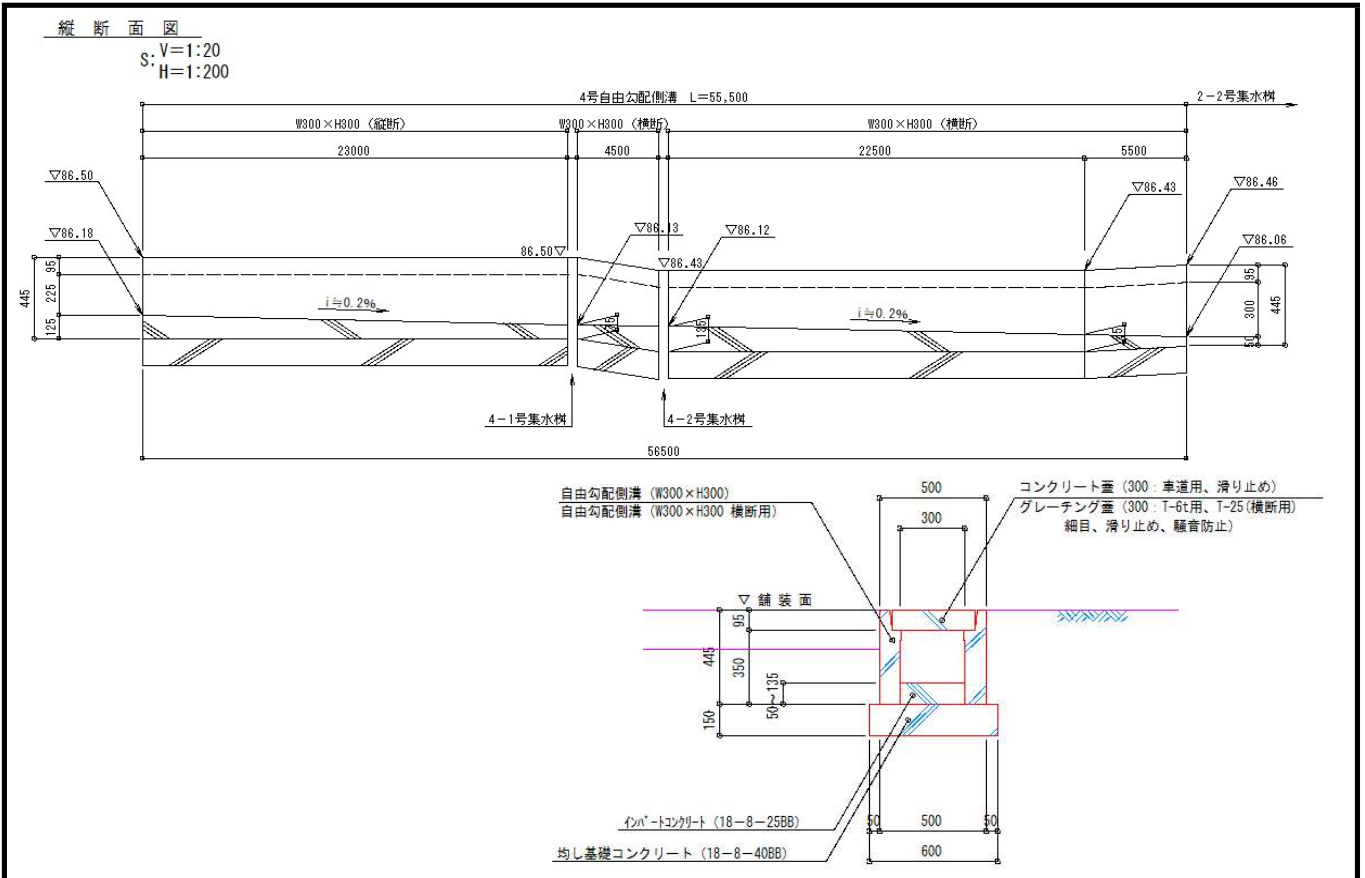 縦断面図
S:V=1:20
H=1:200
4号自由勾配側溝 L=55,500
2-2号集水桝
W300×H300 (縦断)
W300×H300 (横断)
W300×H300 (横断)
23000
4500
22500
5500
▽86.50
▽86.18
86.50▽
▽86.13
▽86.43
▽86.12
▽86.43
▽86.46
▽86.06
445
95
225
125
i≒0.2%
135
i≒0.2%
95
300
50
445
4-1号集水桝
4-2号集水桝
56500
自由勾配側溝 (W300×H300)
自由勾配側溝 (W300×H300 横断用)
500
300
コンクリート蓋 (300:車道用、滑り止め)
グレーチング蓋 (300:T-6t用、T-25(横断用)
細目、滑り止め、騒音防止)
▽ 舗装面
95
445
350
50~135
150
インバートコンクリート (18-8-25BB)
均し基礎コンクリート (18-8-40BB)
50
500
50
600